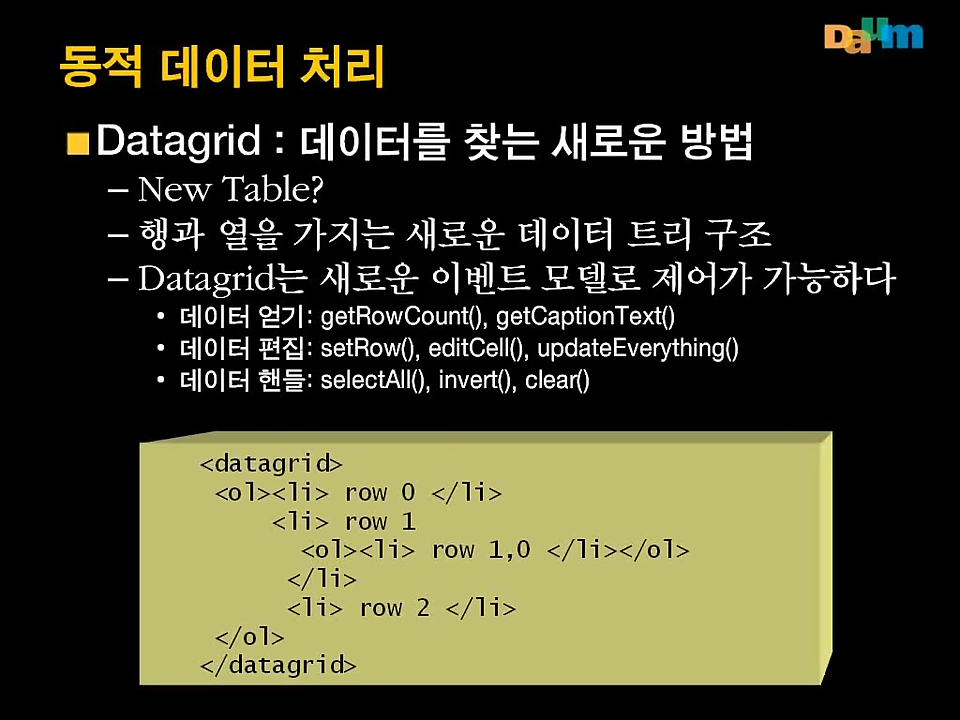 Daum
동적 데이터 처리
Datagrid : 데이터를 찾는 새로운 방법
– New Table?
– 행과 열을 가지는 새로운 데이터 트리 구조
– Datagrid는 새로운 이벤트 모델로 제어가 가능하다
• 데이터 얻기: getRowCount(), getCaptionText()
• 데이터 편집: setRow(), editCell(), updateEverything()
• 데이터 핸들: selectAll(), invert(), clear()
<datagrid>
<ol><li> row 0 </li>
<li> row 1
<ol><li> row 1,0 </li></ol>
</li>
<li> row 2 </li>
</ol>
</datagrid>